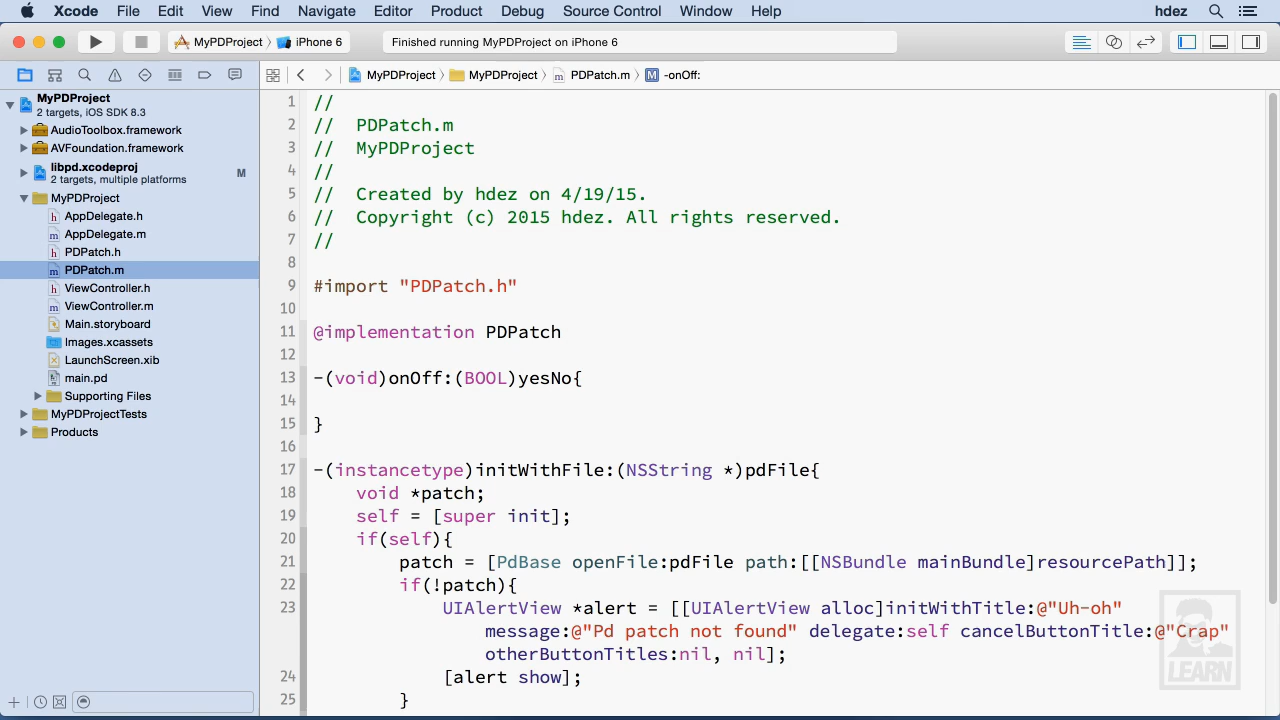 Xcode File Edit View Find Navigate Editor Product Debug Source Control Window Help hdez
MyPDProject iPhone 6 Finished running MyPDProject on iPhone 6
MyPDProject MyPDProject PDPatch.m M -onOff:
MyPDProject
2 targets, iOS SDK 8.3
AudioToolbox.framework
AVFoundation.framework
libpd.xcodeproj M
2 targets, multiple platforms
MyPDProject
h AppDelegate.h
m AppDelegate.m
h PDPatch.h
m PDPatch.m
h ViewController.h
m ViewController.m
Main.storyboard
Images.xcassets
LaunchScreen.xib
main.pd
Supporting Files
MyPDProjectTests
Products
1 //
2 // PDPatch.m
3 // MyPDProject
4 //
5 // Created by hdez on 4/19/15.
6 // Copyright (c) 2015 hdez. All rights reserved.
7 //
8
9 #import "PDPatch.h"
10
11 @implementation PDPatch
12
13 -(void)onOff:(BOOL)yesNo{
14
15 }
16
17 -(instancetype)initWithFile:(NSString *)pdFile{
18 void *patch;
19 self = [super init];
20 if(self){
21 patch = [PdBase openFile:pdFile path:[[NSBundle mainBundle]resourcePath]];
22 if(!patch){
23 UIAlertView *alert = [[UIAlertView alloc]initWithTitle:@"Uh-oh"
message:@"Pd patch not found" delegate:self cancelButtonTitle:@"Crap"
otherButtonTitles:nil, nil];
24 [alert show];
25 }
LEARN